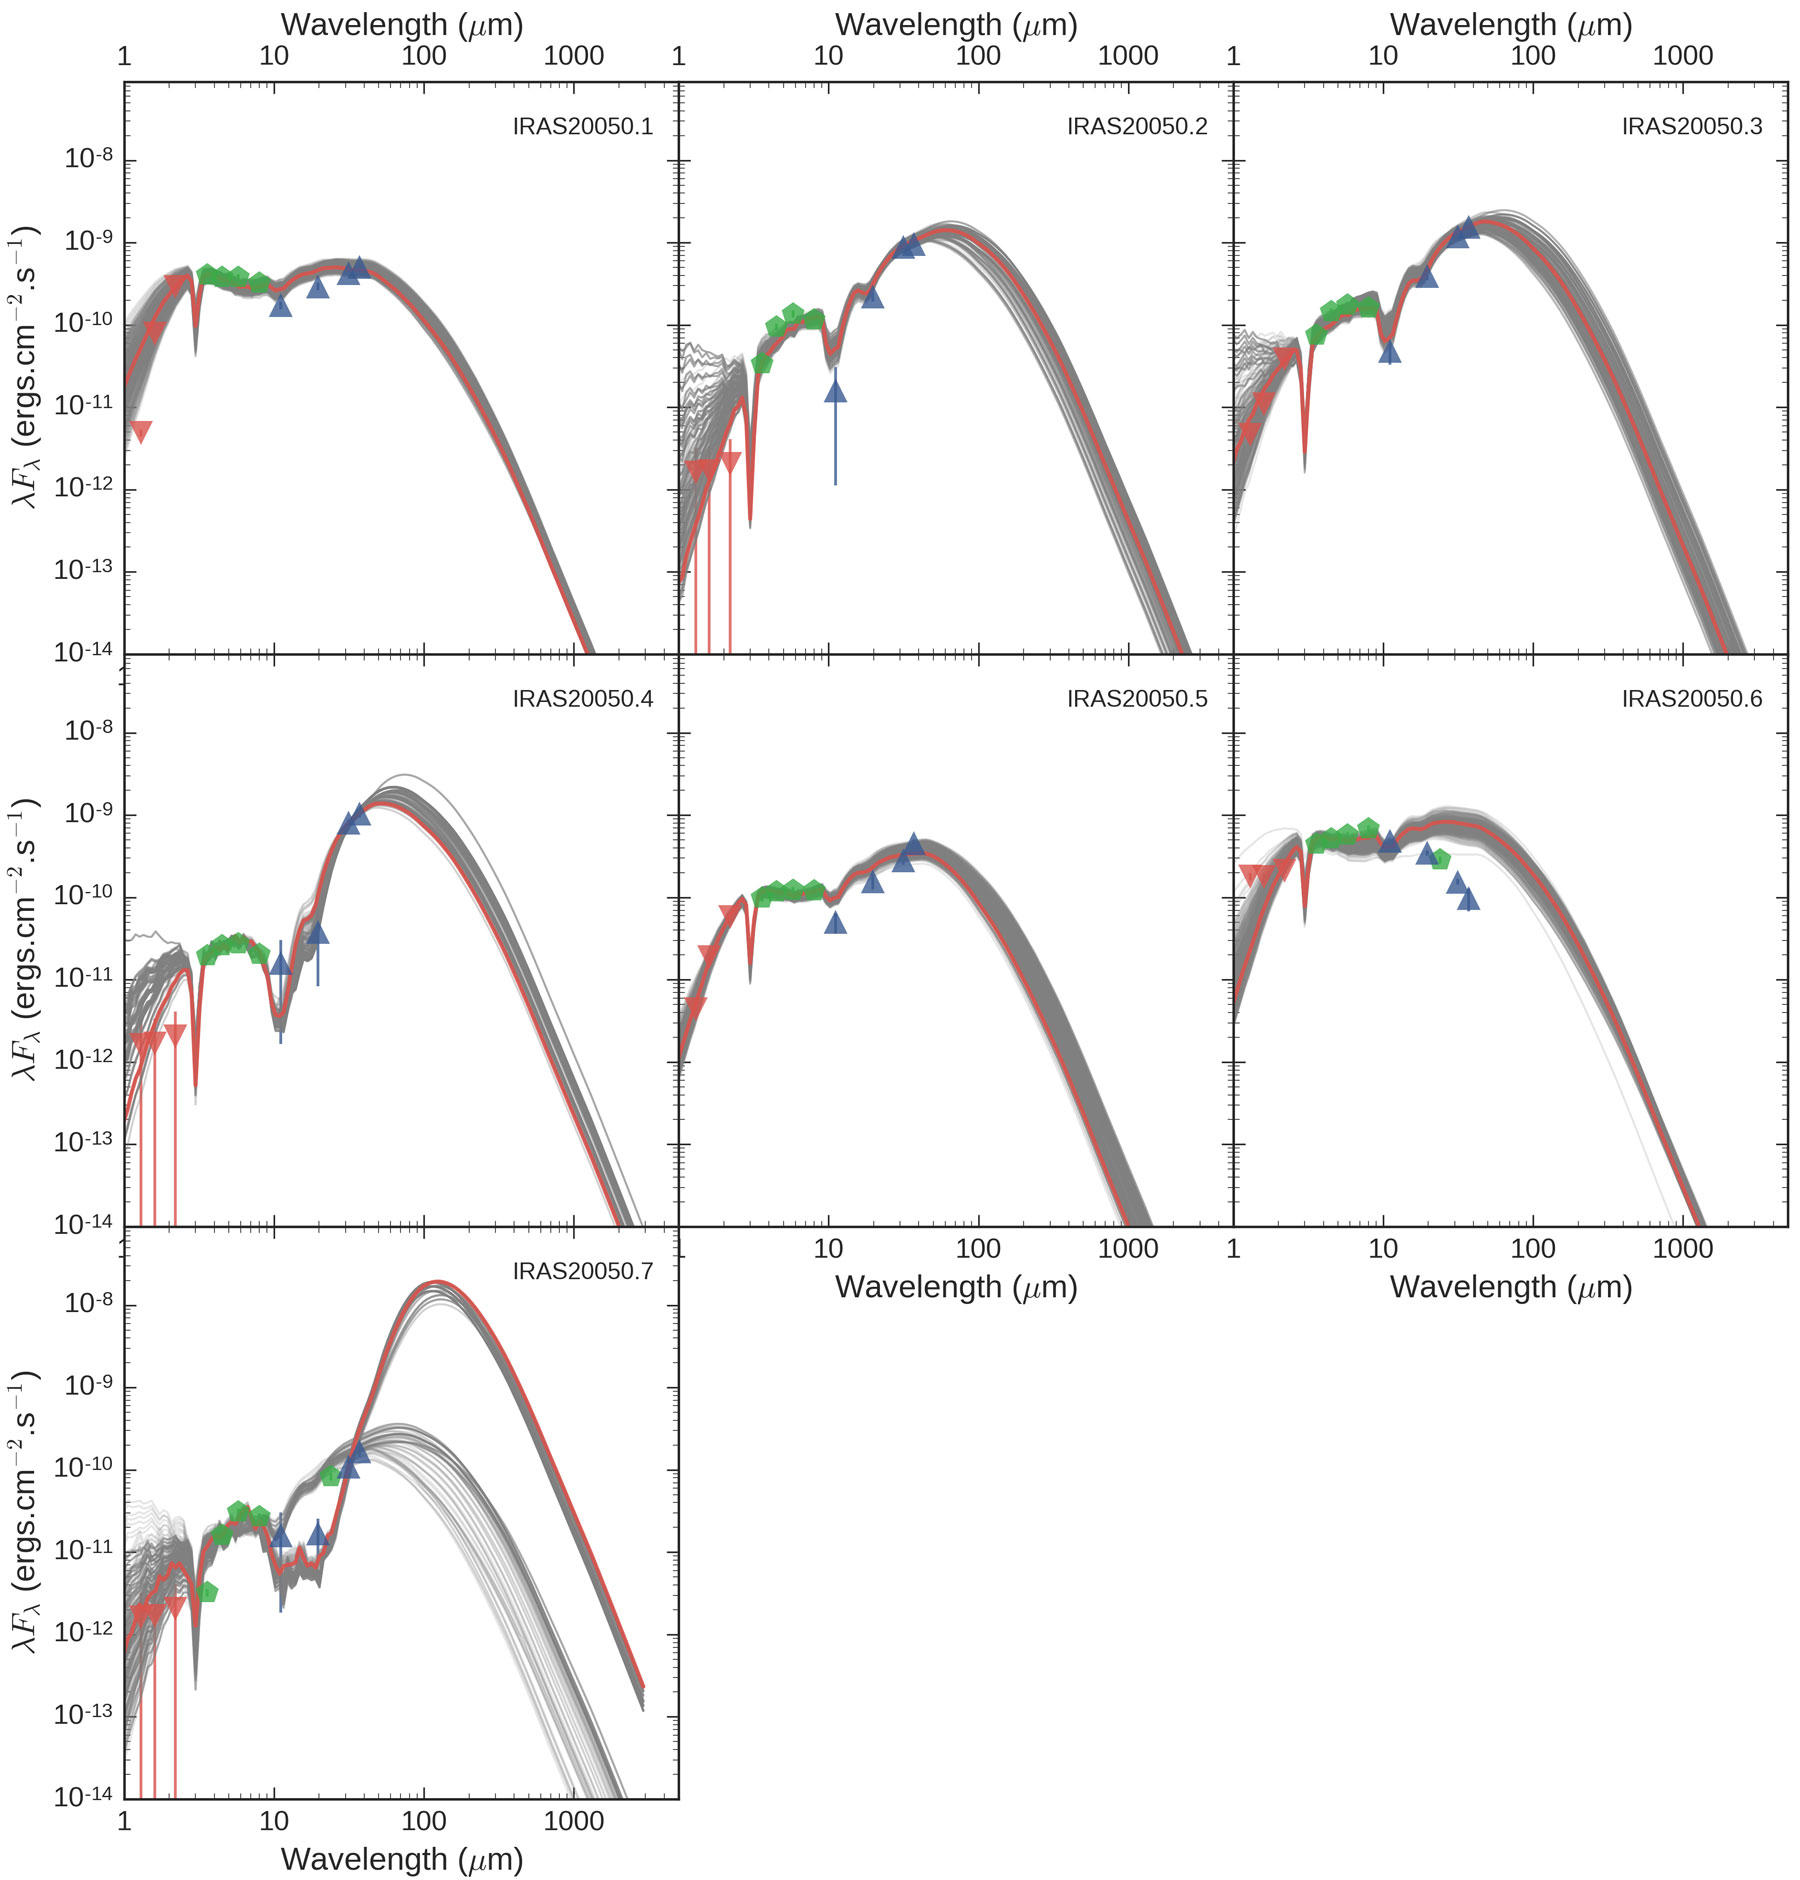 Wavelength (μm) Wavelength (μm) Wavelength (μm)
1 10 100 1000 1 10 100 1000 1 10 100 1000
IRAS20050.1 IRAS20050.2 IRAS20050.3
10-8
10-9
10-10
10-11
10-12
10-13
10-14
λFλ (ergs.cm−2.s−1)
IRAS20050.4 IRAS20050.5 IRAS20050.6
10-8
10-9
10-10
10-11
10-12
10-13
10-14
λFλ (ergs.cm−2.s−1)
10 100 1000 1 10 100 1000
Wavelength (μm) Wavelength (μm)
IRAS20050.7
10-8
10-9
10-10
10-11
10-12
10-13
10-14
λFλ (ergs.cm−2.s−1)
1 10 100 1000
Wavelength (μm)